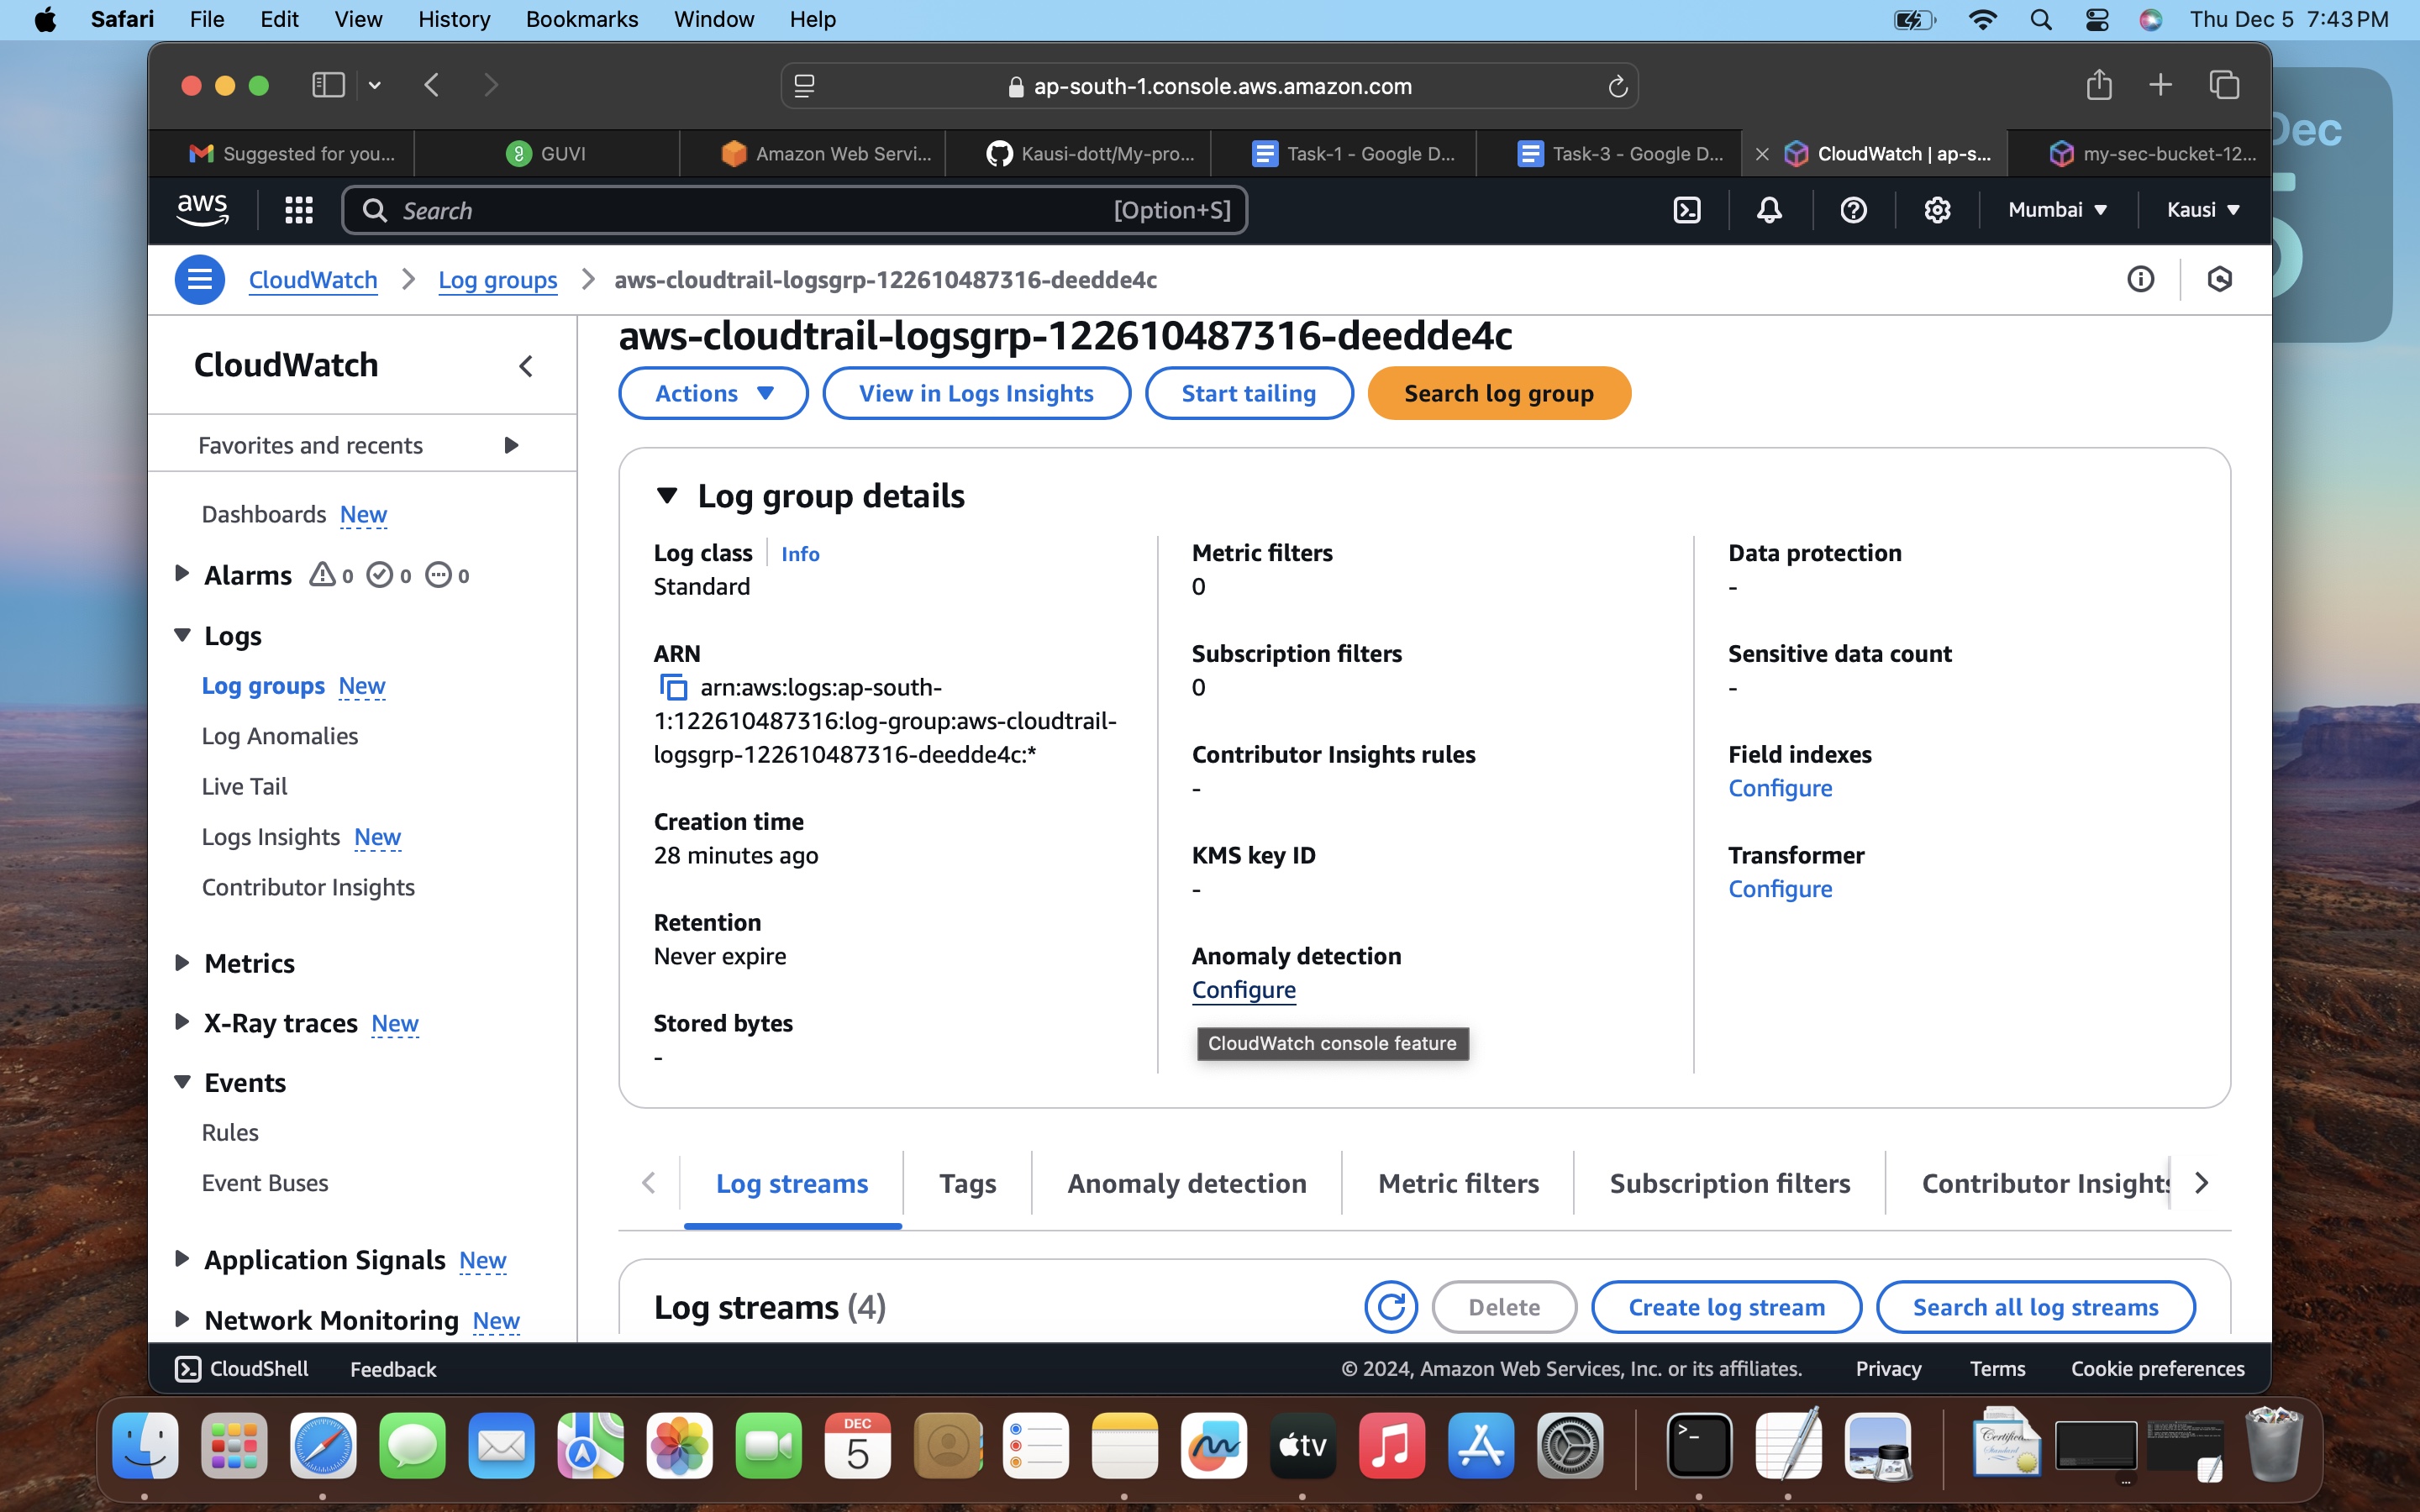 Safari File Edit View History Bookmarks Window Help
Thu Dec 5 7:43 PM
ap-south-1.console.aws.amazon.com
Suggested for you...
GUVI
Amazon Web Servi...
Kausi-dott/My-pro...
Task-1 - Google D...
Task-3 - Google D...
CloudWatch | ap-s...
my-sec-bucket-12...
Dec
5
aws
Search
[Option+S]
Mumbai
Kausi
CloudWatch
Log groups
aws-cloudtrail-logsgrp-122610487316-deedde4c
CloudWatch
Favorites and recents
Dashboards New
Alarms 0 0 0
Logs
Log groups New
Log Anomalies
Live Tail
Logs Insights New
Contributor Insights
Metrics
X-Ray traces New
Events
Rules
Event Buses
Application Signals New
Network Monitoring New
aws-cloudtrail-logsgrp-122610487316-deedde4c
Actions
View in Logs Insights
Start tailing
Search log group
Log group details
Log class Info
Standard
ARN
arn:aws:logs:ap-south-
1:122610487316:log-group:aws-cloudtrail-
logsgrp-122610487316-deedde4c:*
Creation time
28 minutes ago
Retention
Never expire
Stored bytes
-
Metric filters
0
Subscription filters
0
Contributor Insights rules
-
KMS key ID
-
Anomaly detection
Configure
CloudWatch console feature
Data protection
-
Sensitive data count
-
Field indexes
Configure
Transformer
Configure
Log streams
Tags
Anomaly detection
Metric filters
Subscription filters
Contributor Insights
Log streams (4)
Delete
Create log stream
Search all log streams
CloudShell
Feedback
© 2024, Amazon Web Services, Inc. or its affiliates.
Privacy
Terms
Cookie preferences
DEC
5
tv